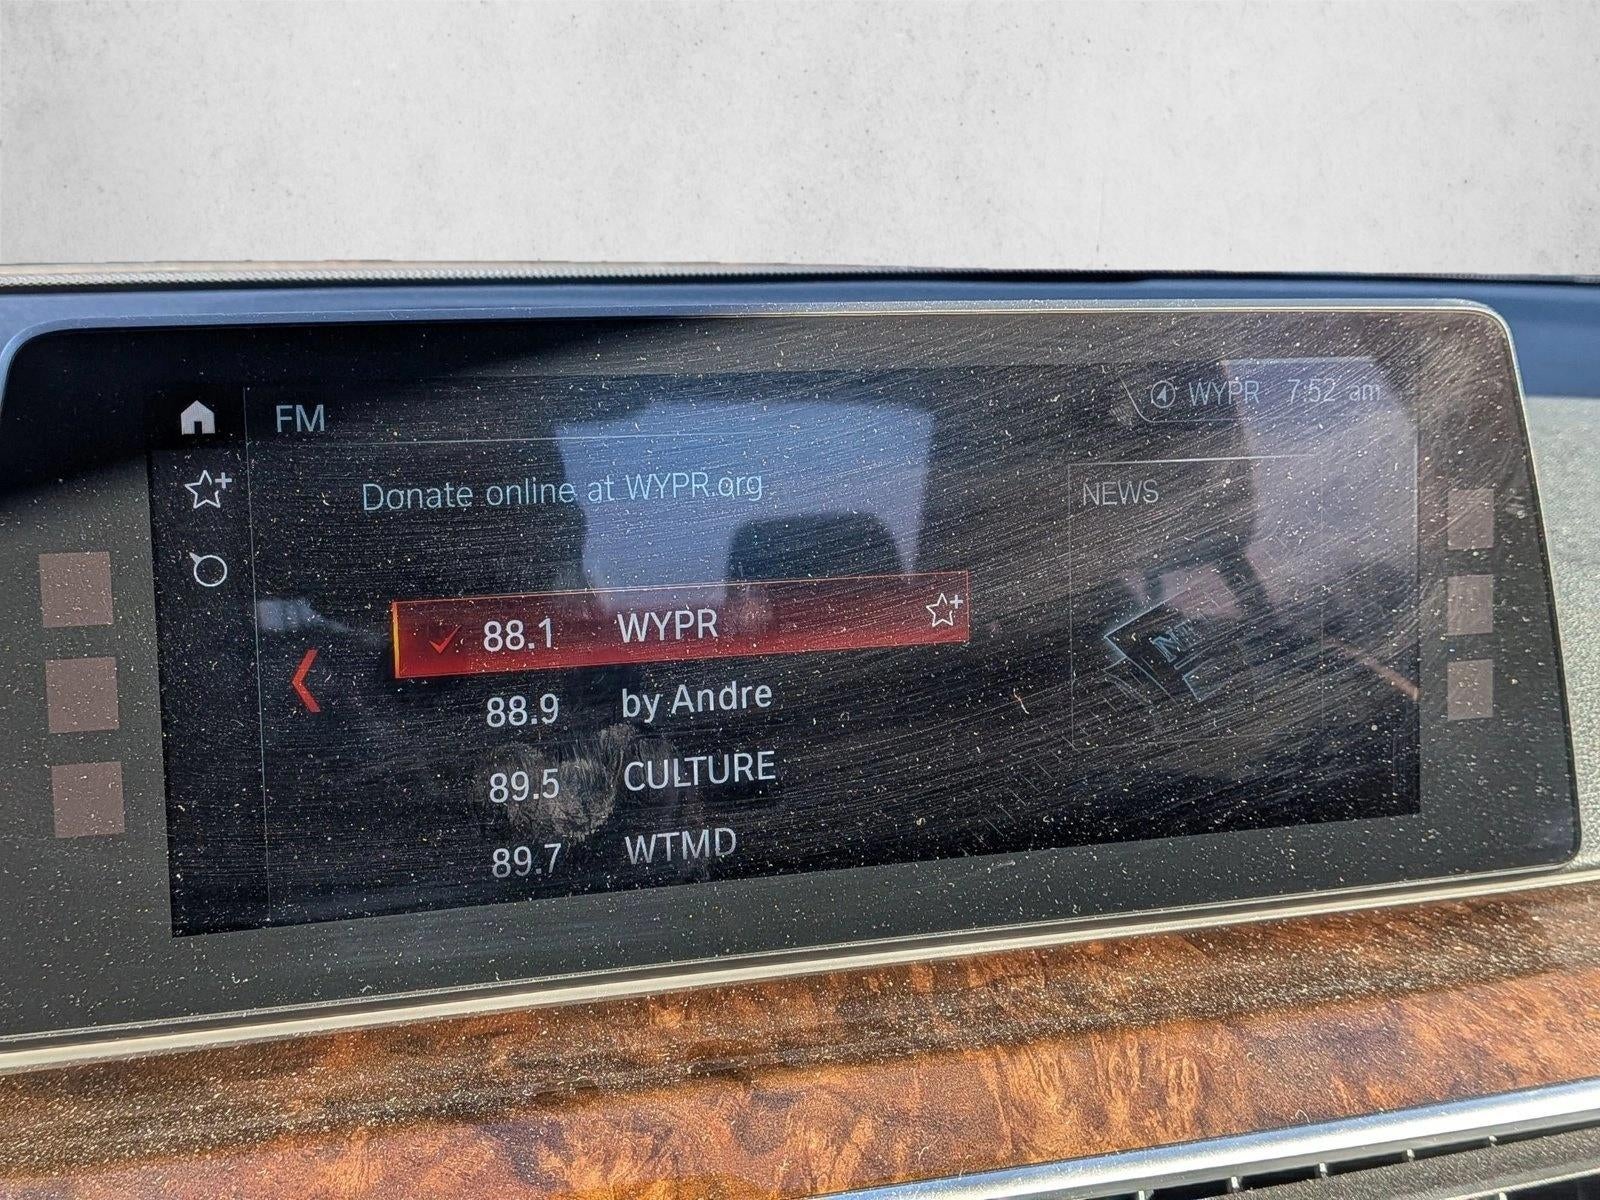 FM
WYPR 7:52 am
Donate online at WYPR.org
NEWS
88.1 WYPR
88.9 by Andre
89.5 CULTURE
89.7 WTMD